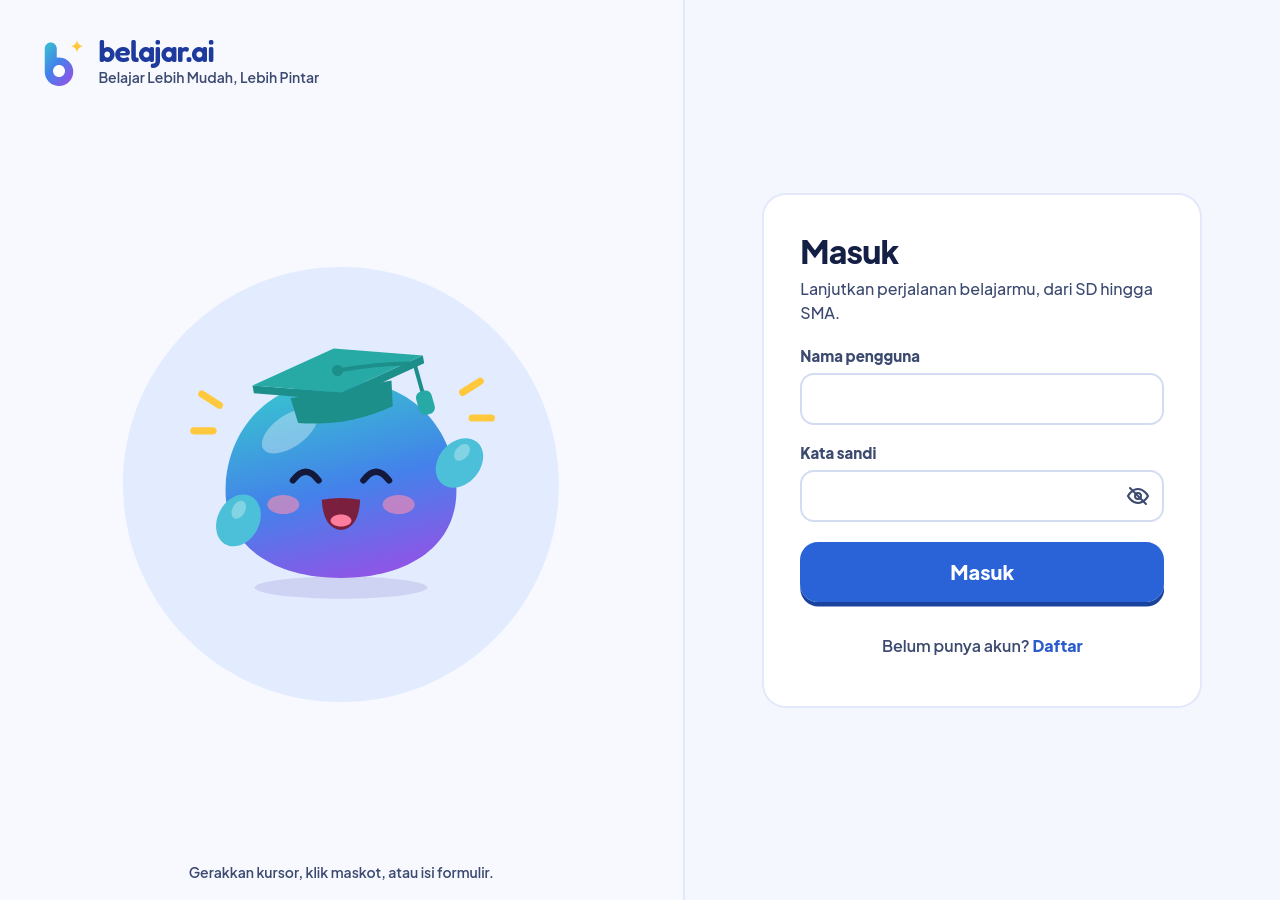 belajar.ai
Belajar Lebih Mudah, Lebih Pintar
Masuk
Lanjutkan perjalanan belajarmu, dari SD hingga
SMA.
Nama pengguna
Kata sandi
Masuk
Belum punya akun? Daftar
Gerakkan kursor, klik maskot, atau isi formulir.